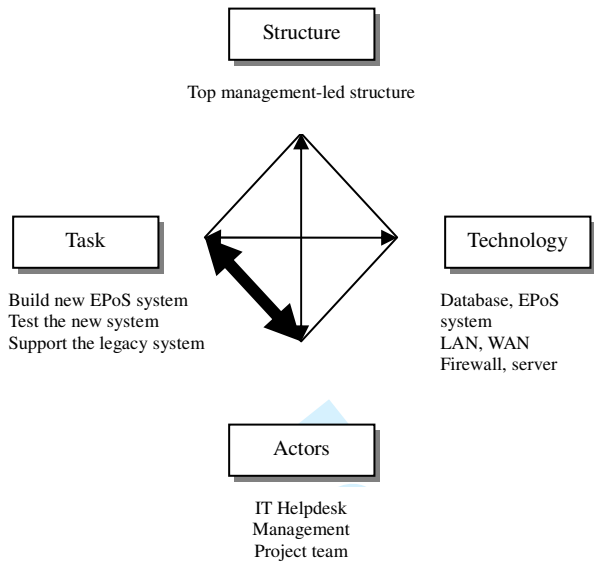 Structure
Top management-led structure
Task
Build new EPoS system
Test the new system
Support the legacy system
Technology
Database, EPoS
system
LAN, WAN
Firewall, server
Actors
IT Helpdesk
Management
Project team